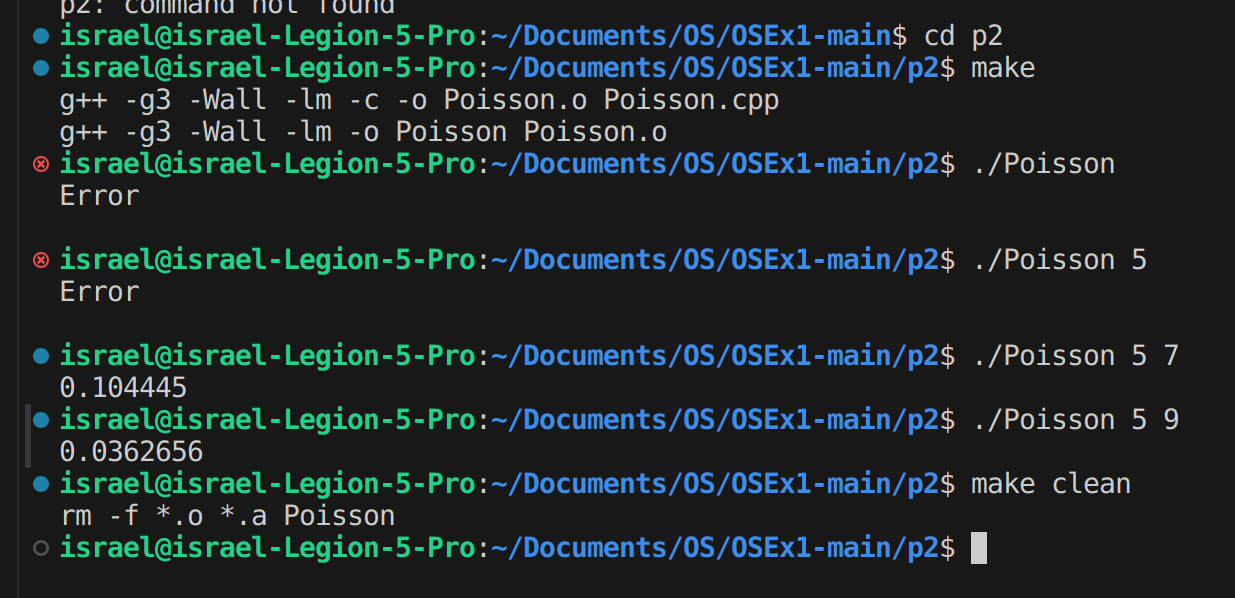 p2: command not found
israel@israel-Legion-5-Pro:~/Documents/OS/OSEx1-main$ cd p2
israel@israel-Legion-5-Pro:~/Documents/OS/OSEx1-main/p2$ make
g++ -g3 -Wall -lm -c -o Poisson.o Poisson.cpp
g++ -g3 -Wall -lm -o Poisson Poisson.o
israel@israel-Legion-5-Pro:~/Documents/OS/OSEx1-main/p2$ ./Poisson
Error
israel@israel-Legion-5-Pro:~/Documents/OS/OSEx1-main/p2$ ./Poisson 5
Error
israel@israel-Legion-5-Pro:~/Documents/OS/OSEx1-main/p2$ ./Poisson 5 7
0.104445
israel@israel-Legion-5-Pro:~/Documents/OS/OSEx1-main/p2$ ./Poisson 5 9
0.0362656
israel@israel-Legion-5-Pro:~/Documents/OS/OSEx1-main/p2$ make clean
rm -f *.o *.a Poisson
israel@israel-Legion-5-Pro:~/Documents/OS/OSEx1-main/p2$